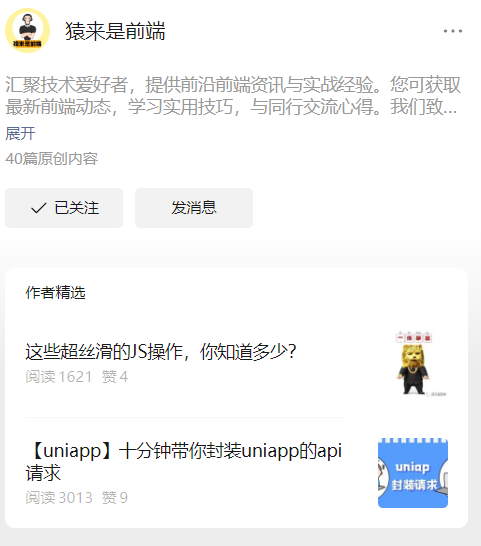 猿来是前端
猿来是前端
汇聚技术爱好者，提供前沿前端资讯与实战经验。您可获取
最新前端动态，学习实用技巧，与同行交流心得。我们致...
展开
40篇原创内容
已关注
发消息
作者精选
这些超丝滑的JS操作，你知道多少？
阅读 1621 赞 4
【uniapp】十分钟带你封装uniapp的api
请求
阅读 3013 赞 9
uniap
封装请求